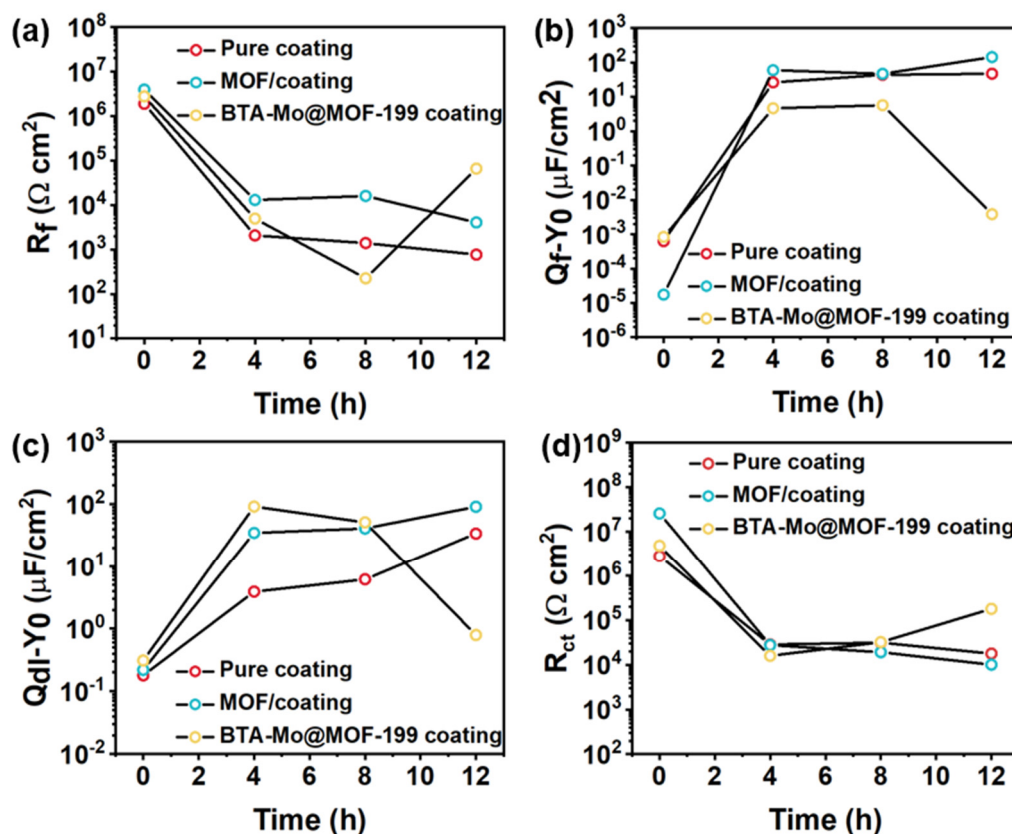 (a)
10^8
10^7
10^6
10^5
10^4
10^3
10^2
10^1
Rf (Ω cm²)
Pure coating
MOF/coating
BTA-Mo@MOF-199 coating
0 2 4 6 8 10 12
Time (h)
(b)
10^2
10^1
10^0
10^-1
10^-2
10^-3
10^-4
10^-5
10^-6
Qf-Y0 (μF/cm²)
Pure coating
MOF/coating
BTA-Mo@MOF-199 coating
0 2 4 6 8 10 12
Time (h)
(c)
10^3
10^2
10^1
10^0
10^-1
10^-2
Qdl-Y0 (μF/cm²)
Pure coating
MOF/coating
BTA-Mo@MOF-199 coating
0 2 4 6 8 10 12
Time (h)
(d)
10^9
10^8
10^7
10^6
10^5
10^4
10^3
10^2
Rct (Ω cm²)
Pure coating
MOF/coating
BTA-Mo@MOF-199 coating
0 2 4 6 8 10 12
Time (h)